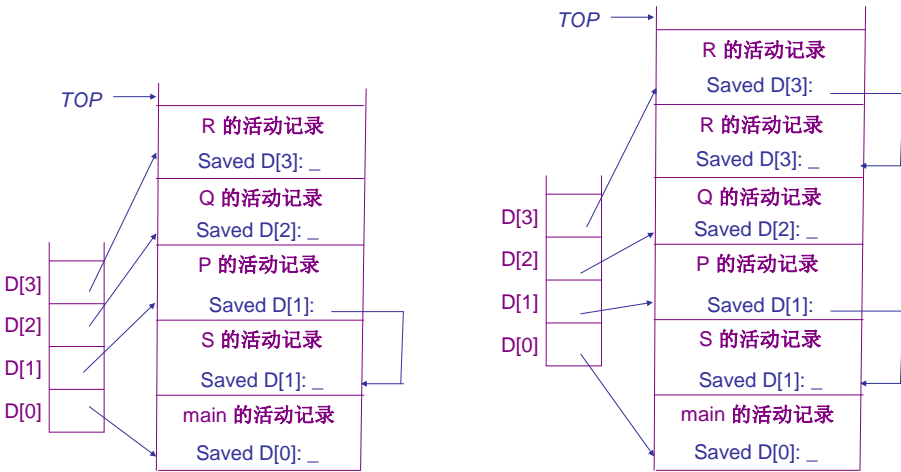 TOP
R 的活动记录
Saved D[3]: _
Q 的活动记录
Saved D[2]: _
P 的活动记录
Saved D[1]:
S 的活动记录
Saved D[1]: _
main 的活动记录
Saved D[0]: _
D[3]
D[2]
D[1]
D[0]
TOP
R 的活动记录
Saved D[3]:
R 的活动记录
Saved D[3]: _
Q 的活动记录
Saved D[2]: _
P 的活动记录
Saved D[1]:
S 的活动记录
Saved D[1]: _
main 的活动记录
Saved D[0]: _
D[3]
D[2]
D[1]
D[0]